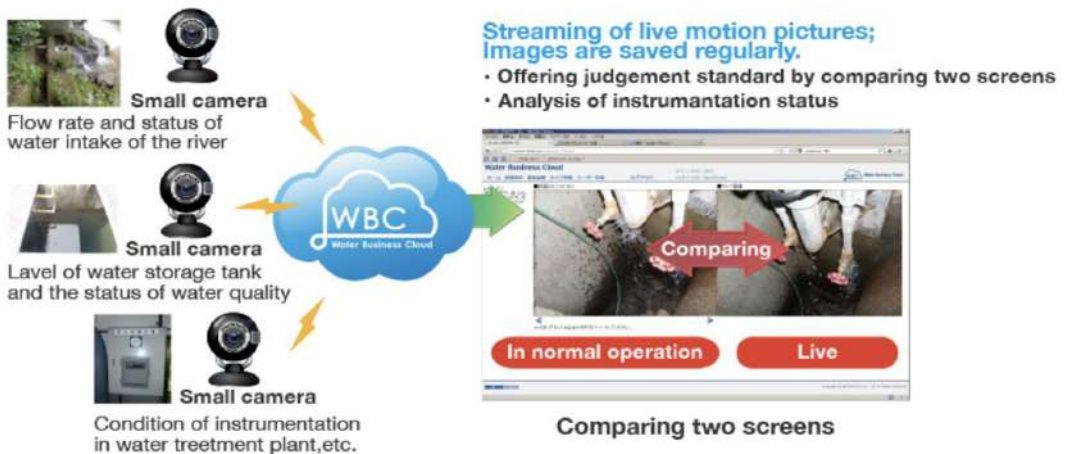 Small camera
Flow rate and status of
water intake of the river
Small camera
Lavel of water storage tank
and the status of water quality
Small camera
Condition of instrumentation
in water treetment plant,etc.
WBC
Water Business Cloud
Streaming of live motion pictures;
Images are saved regularly.
・Offering judgement standard by comparing two screens
・Analysis of instrumantation status
Water Business Cloud
Comparing
In normal operation
Live
Comparing two screens